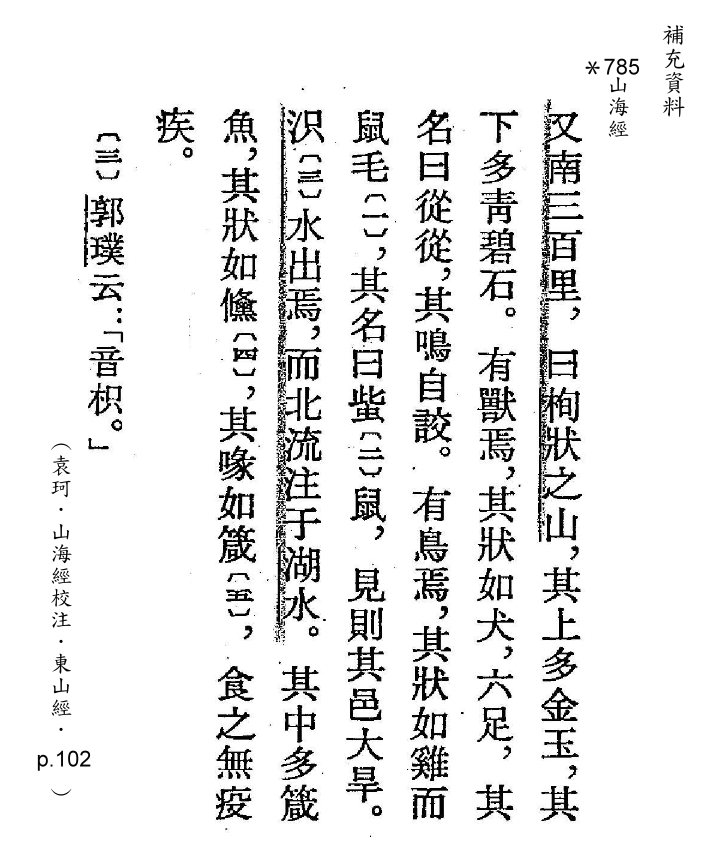 補充資料
＊785
山海經
又南三百里，曰栒狀之山，其上多金玉，其
下多青碧石。有獸焉，其狀如犬，六足，其
名曰從從，其鳴自詨。有鳥焉，其狀如雞而
鼠毛〔一〕，其名曰蚩〔二〕鼠，見則其邑大旱。
〔三〕水出焉，而北流注于湖水。其中多箴
魚，其狀如儵〔四〕，其喙如箴〔五〕，食之無疫
疾。
〔三〕郭璞云：「音枳。」
（袁珂．山海經校注．東山經．
p.102
）